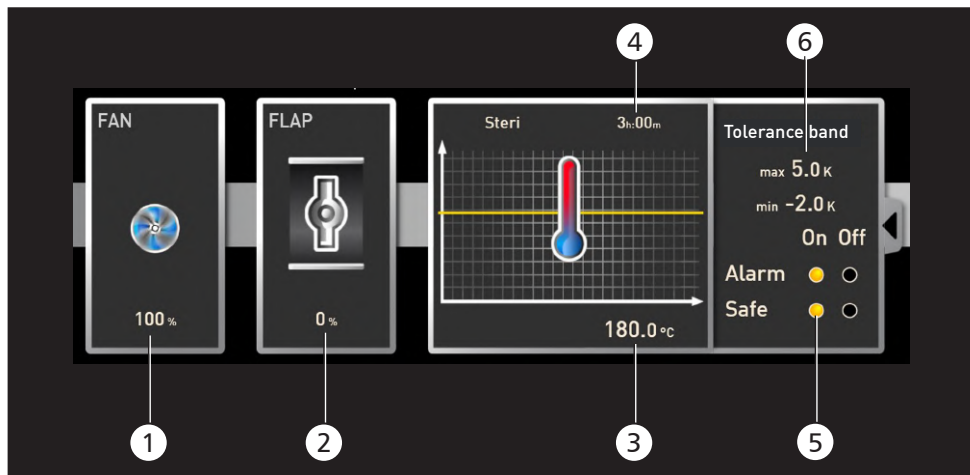 4
6
FAN
FLAP
Steri 3h:00m
Tolerance band
max 5.0 K
min -2.0 K
On Off
Alarm
Safe
100 %
0 %
180.0 °C
1
2
3
5